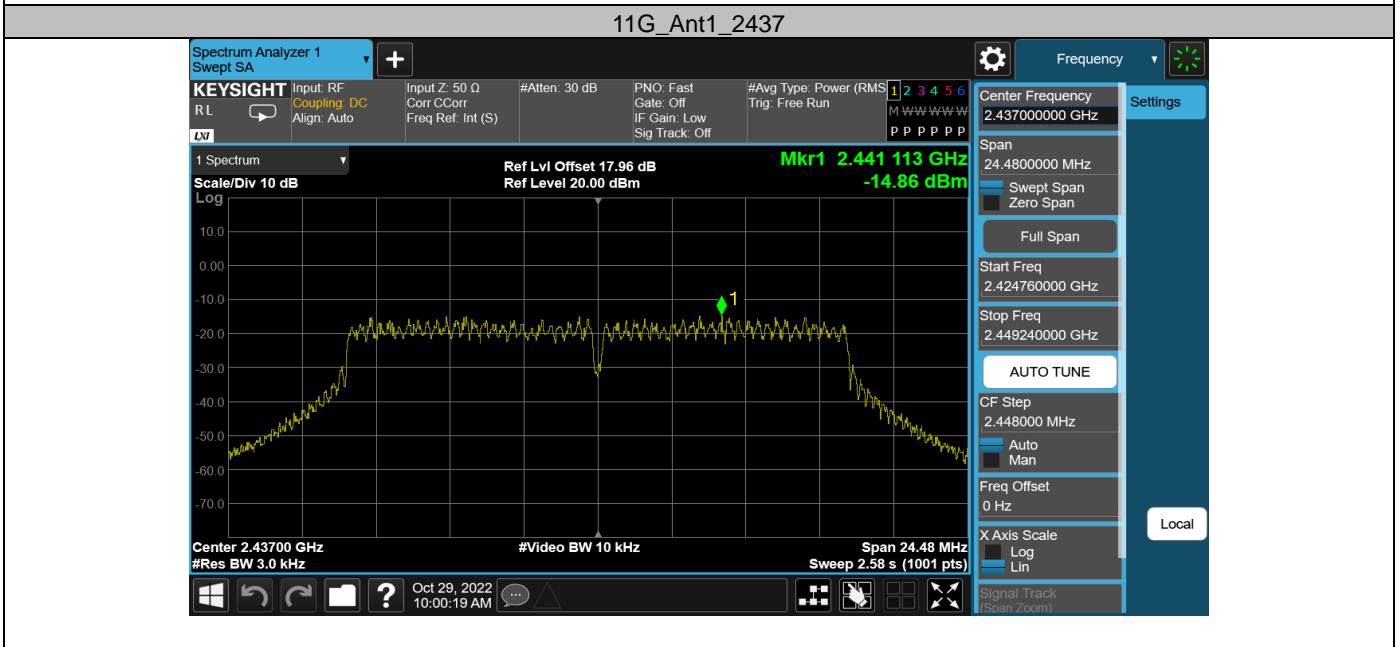 11G_Ant1_2437
Spectrum Analyzer 1
Swept SA
Frequency
KEYSIGHT
RL
LXI
Input: RF
Coupling: DC
Align: Auto
Input Z: 50 Ω
Corr CCorr
Freq Ref: Int (S)
#Atten: 30 dB
PNO: Fast
Gate: Off
IF Gain: Low
Sig Track: Off
#Avg Type: Power (RMS
Trig: Free Run
1 2 3 4 5 6
M W W W W W
P P P P P P
1 Spectrum
Scale/Div 10 dB
Ref Lvl Offset 17.96 dB
Ref Level 20.00 dBm
Mkr1 2.441 113 GHz
-14.86 dBm
Log
10.0
0.00
-10.0
-20.0
-30.0
-40.0
-50.0
-60.0
-70.0
1
Center 2.43700 GHz
#Res BW 3.0 kHz
#Video BW 10 kHz
Span 24.48 MHz
Sweep 2.58 s (1001 pts)
Center Frequency
2.437000000 GHz
Span
24.4800000 MHz
Swept Span
Zero Span
Full Span
Start Freq
2.424760000 GHz
Stop Freq
2.449240000 GHz
AUTO TUNE
CF Step
2.448000 MHz
Auto
Man
Freq Offset
0 Hz
X Axis Scale
Log
Lin
Signal Track
(Span Zoom)
Settings
Local
?
Oct 29, 2022
10:00:19 AM